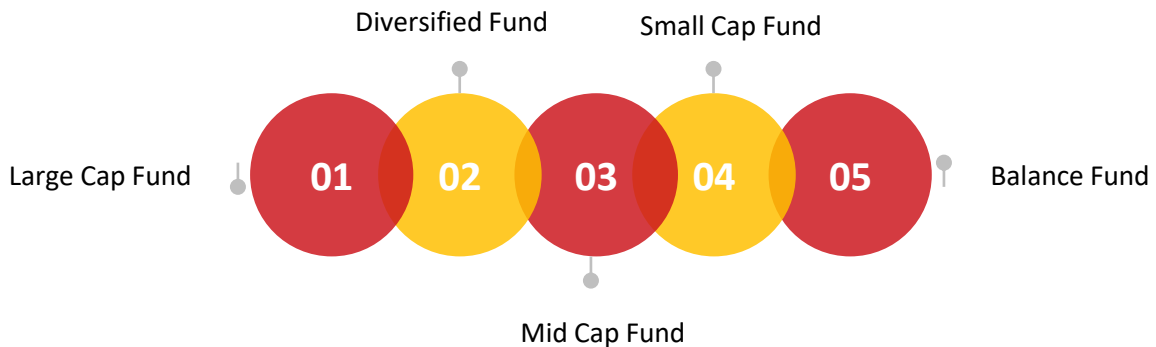 Diversified Fund
Small Cap Fund
Large Cap Fund
01
02
03
04
05
Balance Fund
Mid Cap Fund